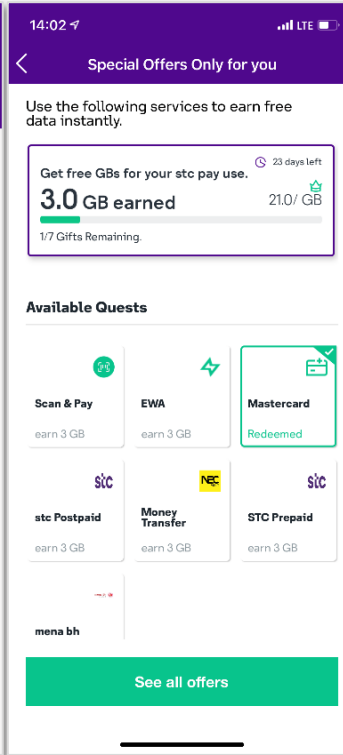 14:02
LTE
Special Offers Only for you
Use the following services to earn free
data instantly.
23 days left
Get free GBs for your stc pay use.
3.0 GB earned
21.0/ GB
1/7 Gifts Remaining.
Available Quests
Scan & Pay
earn 3 GB
EWA
earn 3 GB
Mastercard
Redeemed
stc
stc Postpaid
earn 3 GB
NEC
Money
Transfer
earn 3 GB
stc
STC Prepaid
earn 3 GB
mena bh
See all offers